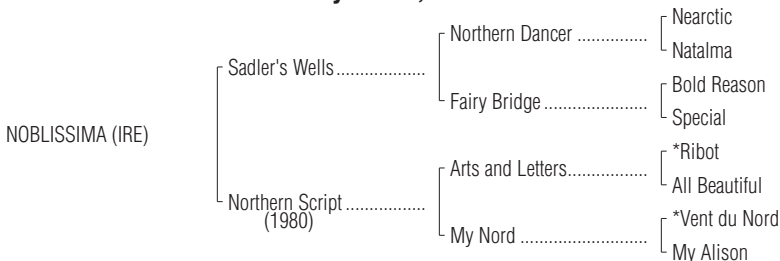 Nearctic
Northern Dancer ...............
Natalma
Sadler's Wells...................
Bold Reason
Fairy Bridge ......................
Special
NOBLISSIMA (IRE)
*Ribot
Arts and Letters.................
All Beautiful
Northern Script .................
(1980)
*Vent du Nord
My Nord ...........................
My Alison